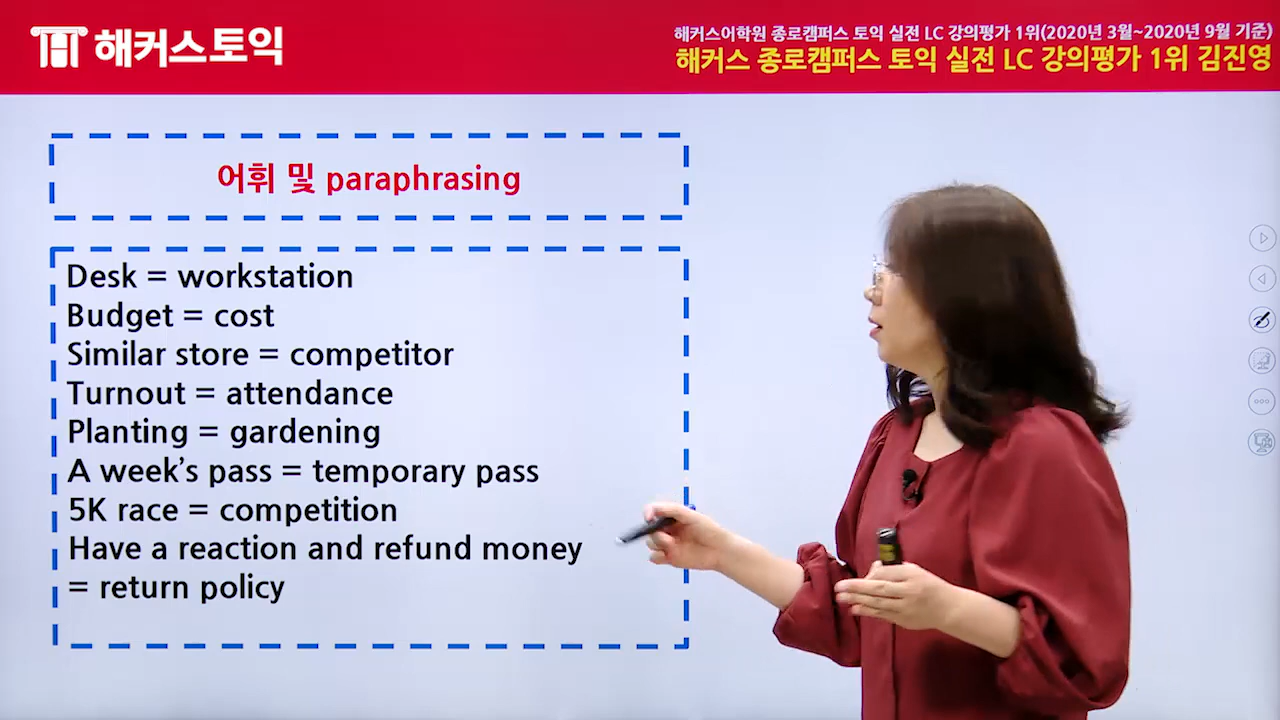 해커스토익
해커스어학원 종로캠퍼스 토익 실전 LC 강의평가 1위(2020년 3월~2020년 9월 기준)
해커스 종로캠퍼스 토익 실전 LC 강의평가 1위 김진영
어휘 및 paraphrasing
Desk = workstation
Budget = cost
Similar store = competitor
Turnout = attendance
Planting = gardening
A week's pass = temporary pass
5K race = competition
Have a reaction and refund money
= return policy